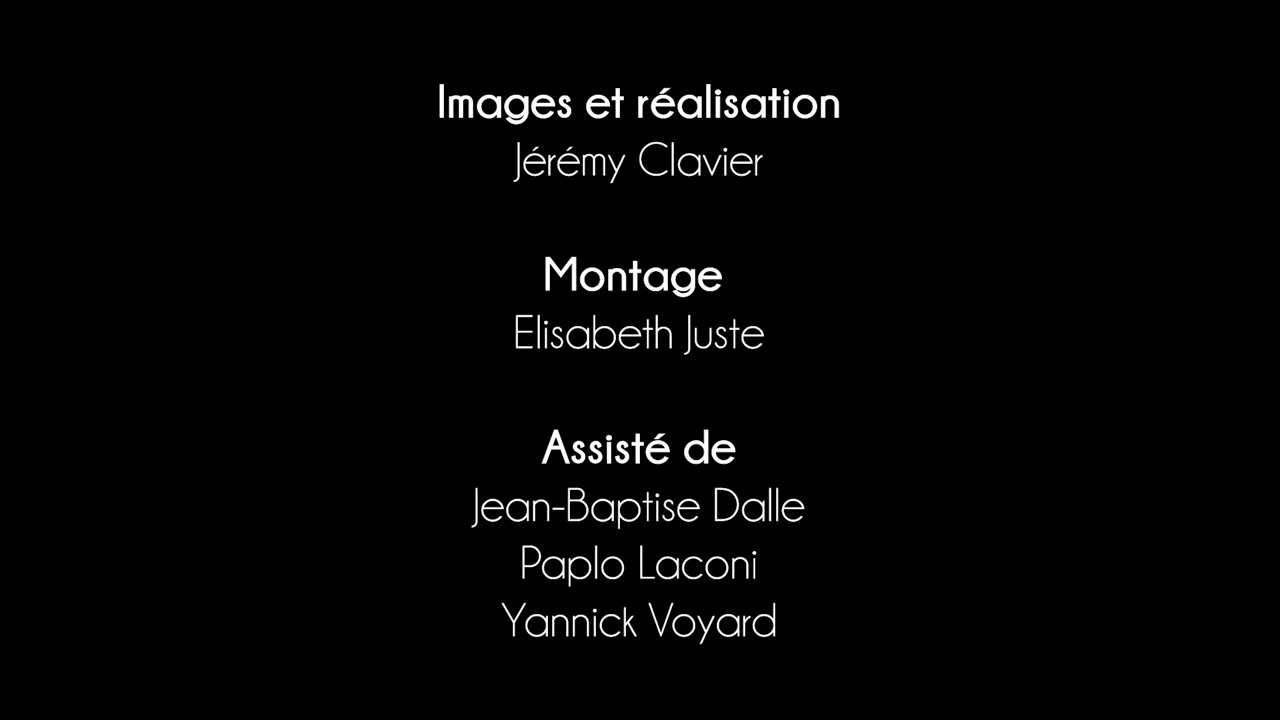 Images et réalisation
Jérémy Clavier
Montage
Elisabeth Juste
Assisté de
Jean-Baptise Dalle
Paplo Laconi
Yannick Voyard